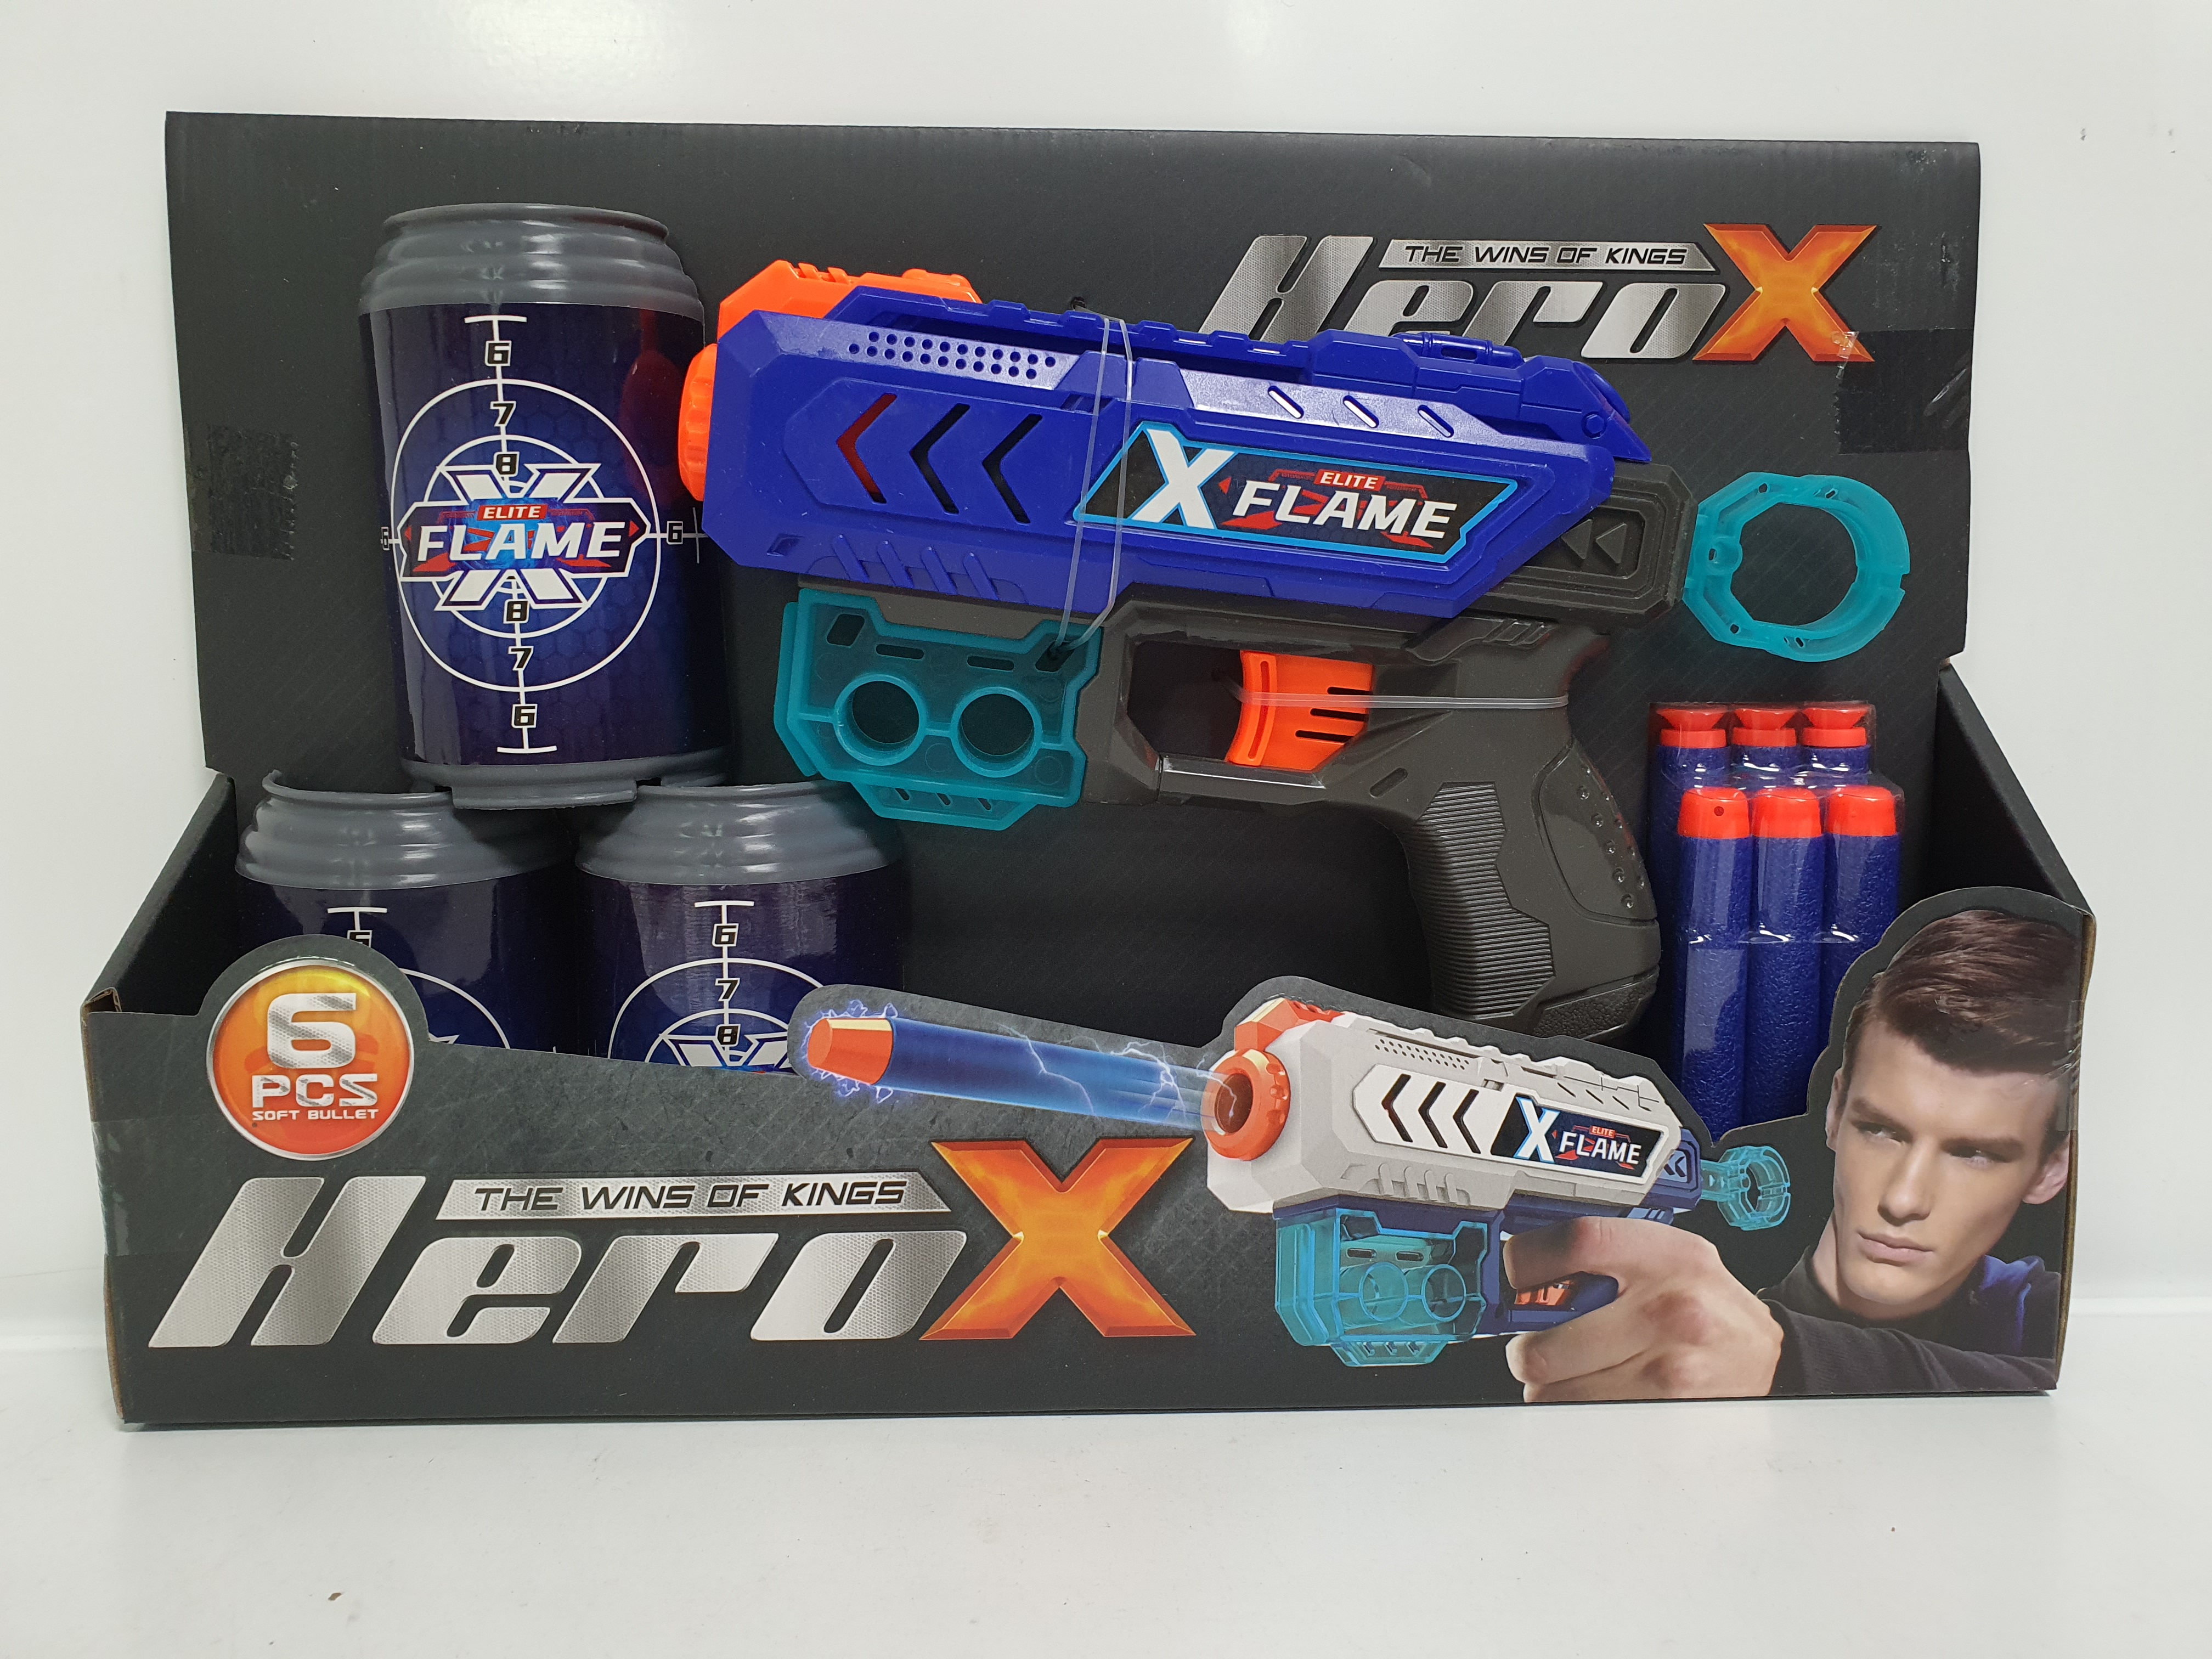 THE WINS OF KINGS
HeroX
6
7
8
X
ELITE
FLAME
6
6
8
7
6
X ELITE
FLAME
6
6
7
8
6
PCS
SOFT BULLET
THE WINS OF KINGS
HeroX
X ELITE
FLAME